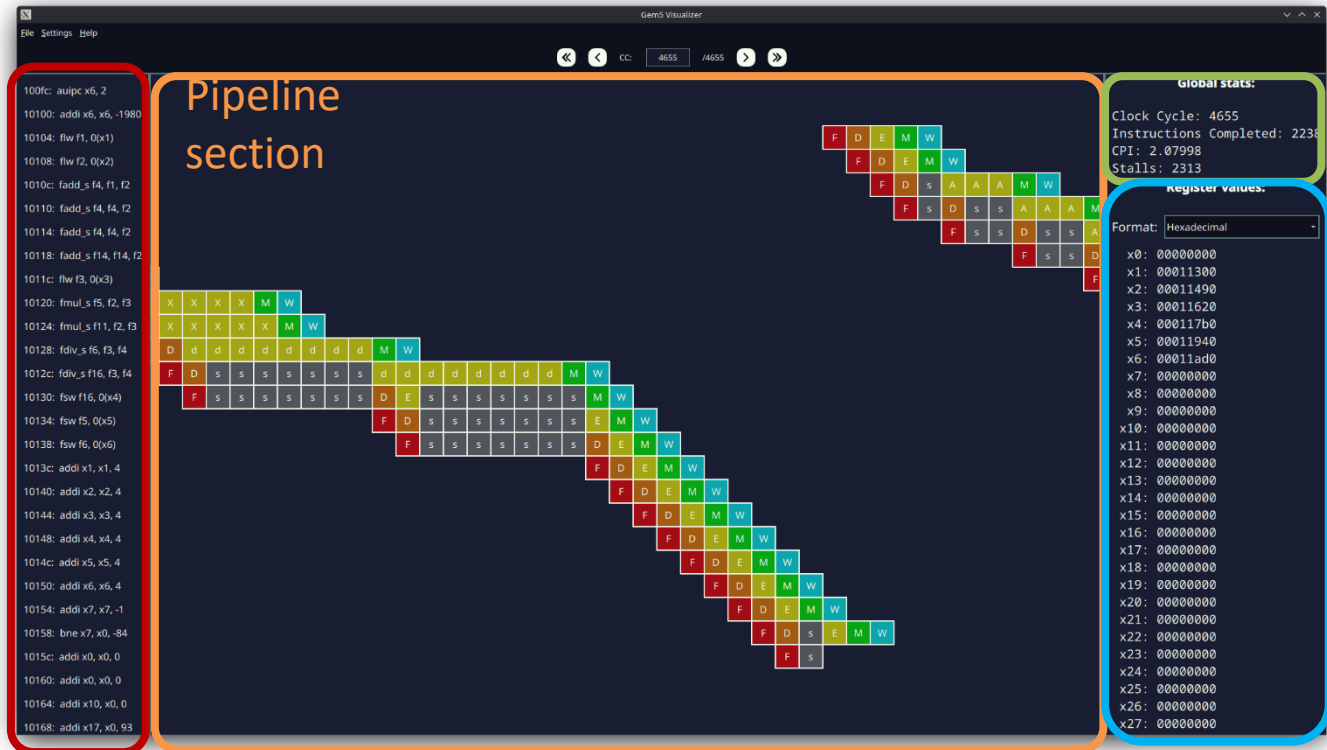 Gem5 Visualizer
File Settings Help
CC: 4655 /4655
100fc: auipc x6, 2
10100: addi x6, x6, -1980
10104: flw f1, 0(x1)
10108: flw f2, 0(x2)
1010c: fadd_s f4, f1, f2
10110: fadd_s f4, f4, f2
10114: fadd_s f4, f4, f2
10118: fadd_s f14, f14, f2
1011c: flw f3, 0(x3)
10120: fmul_s f5, f2, f3
10124: fmul_s f11, f2, f3
10128: fdiv_s f6, f3, f4
1012c: fdiv_s f16, f3, f4
10130: fsw f16, 0(x4)
10134: fsw f5, 0(x5)
10138: fsw f6, 0(x6)
1013c: addi x1, x1, 4
10140: addi x2, x2, 4
10144: addi x3, x3, 4
10148: addi x4, x4, 4
1014c: addi x5, x5, 4
10150: addi x6, x6, 4
10154: addi x7, x7, -1
10158: bne x7, x0, -84
1015c: addi x0, x0, 0
10160: addi x0, x0, 0
10164: addi x10, x0, 0
10168: addi x17, x0, 93
Pipeline
section
F D E M W
F D E M W
F D s A A A M W
F s D s s A A A M
F s s D s s A
F s s D
F
X X X X M W
X X X X X M W
D d d d d d d d d M W
F D s s s s s s s d d d d d d d d M W
F s s s s s s s D E s s s s s s s M W
F D s s s s s s s E M W
F s s s s s s s D E M W
F D E M W
F D E M W
F D E M W
F D E M W
F D E M W
F D E M W
F D E M W
F D s E M W
F s
Global stats:
Clock Cycle: 4655
Instructions Completed: 2238
CPI: 2.07998
Stalls: 2313
Register values:
Format: Hexadecimal
x0: 00000000
x1: 00011300
x2: 00011490
x3: 00011620
x4: 000117b0
x5: 00011940
x6: 00011ad0
x7: 00000000
x8: 00000000
x9: 00000000
x10: 00000000
x11: 00000000
x12: 00000000
x13: 00000000
x14: 00000000
x15: 00000000
x16: 00000000
x17: 00000000
x18: 00000000
x19: 00000000
x20: 00000000
x21: 00000000
x22: 00000000
x23: 00000000
x24: 00000000
x25: 00000000
x26: 00000000
x27: 00000000